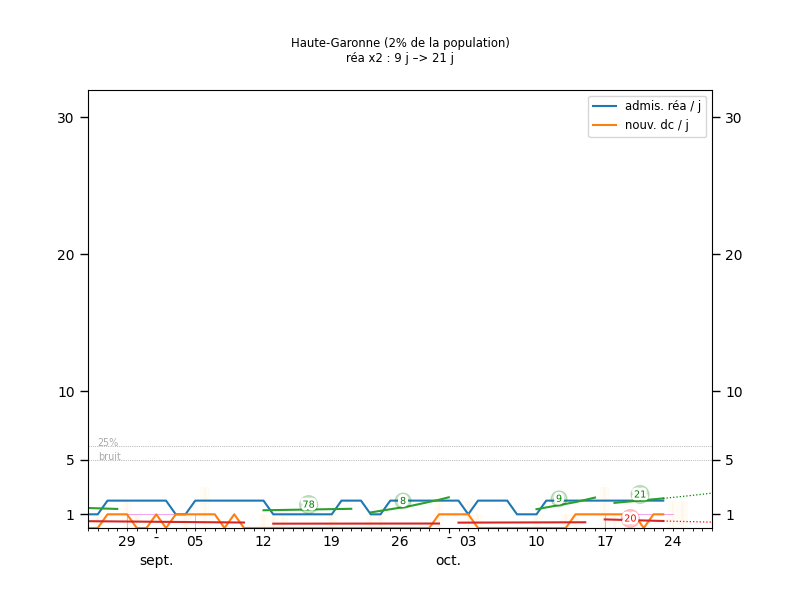 Haute-Garonne (2% de la population)
réa x2 : 9 j –> 21 j
admis. réa / j
nouv. dc / j
30 30
20 20
10 10
25%
bruit
5 5
78 8 9 21
1 20 1
29 - 05 12 19 26 - 03 10 17 24
sept. oct.